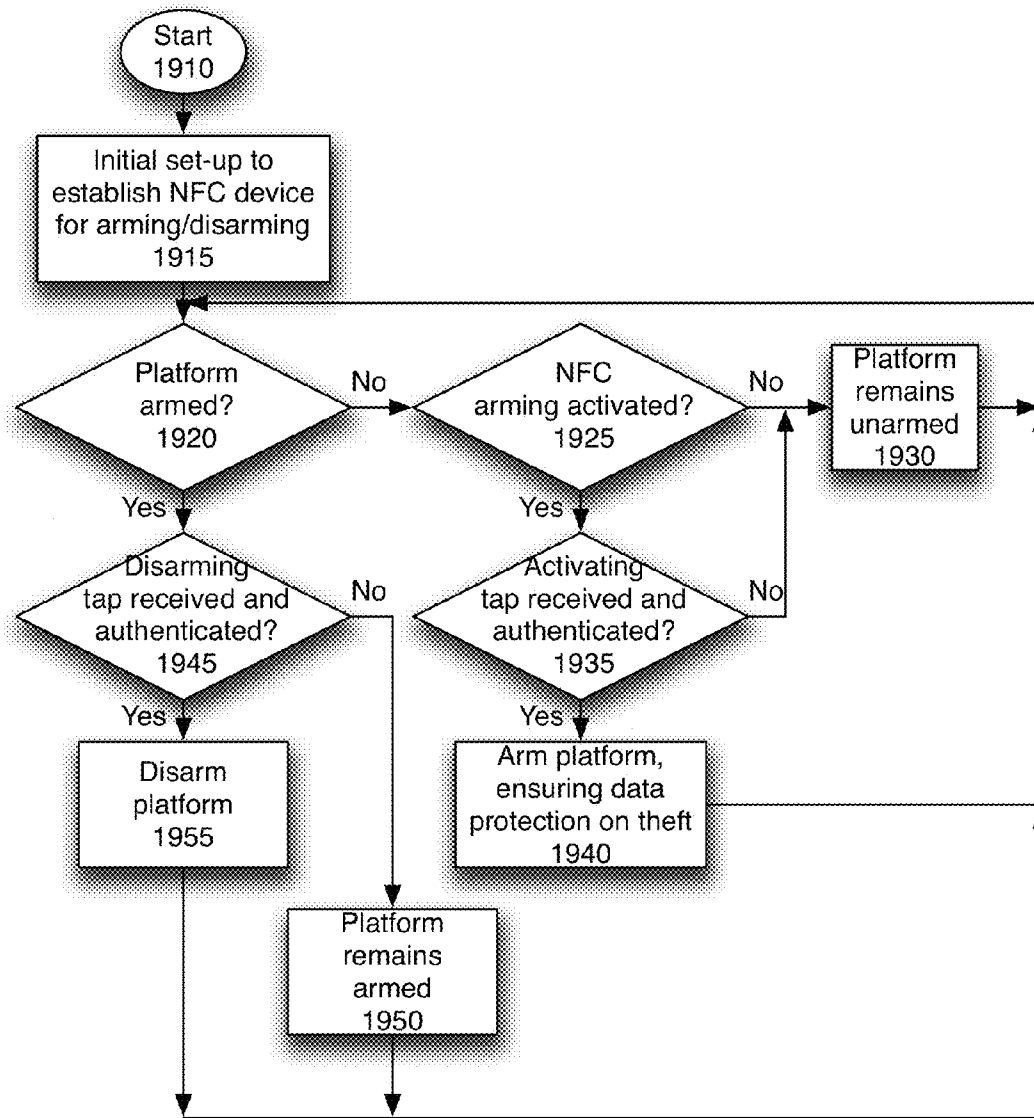 Start
1910
Initial set-up to
establish NFC device
for arming/disarming
1915
Platform
armed?
1920
No
NFC
arming activated?
1925
No
Platform
remains
unarmed
1930
Yes
Yes
Disarming
tap received and
authenticated?
1945
No
Activating
tap received and
authenticated?
1935
No
Yes
Yes
Disarm
platform
1955
Arm platform,
ensuring data
protection on theft
1940
Platform
remains
armed
1950